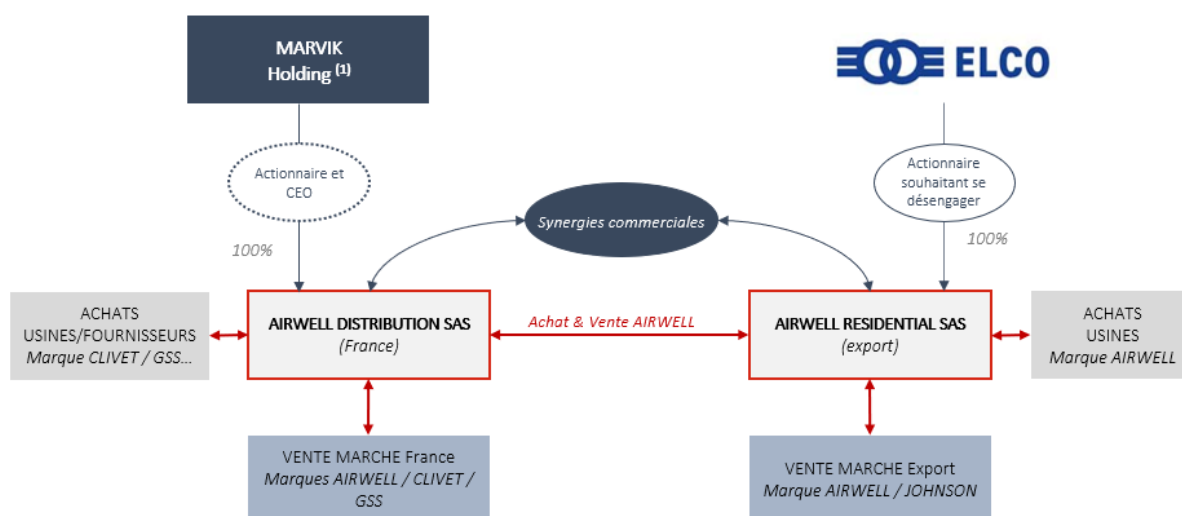 MARVIK
Holding (1)
ELCO
Actionnaire et
CEO
Actionnaire
souhaitant se
désengager
Synergies commerciales
100%
100%
ACHATS
USINES/FOURNISSEURS
Marque CLIVET / GSS...
AIRWELL DISTRIBUTION SAS
(France)
Achat & Vente AIRWELL
AIRWELL RESIDENTIAL SAS
(export)
ACHATS
USINES
Marque AIRWELL
VENTE MARCHE France
Marques AIRWELL / CLIVET /
GSS
VENTE MARCHE Export
Marque AIRWELL / JOHNSON